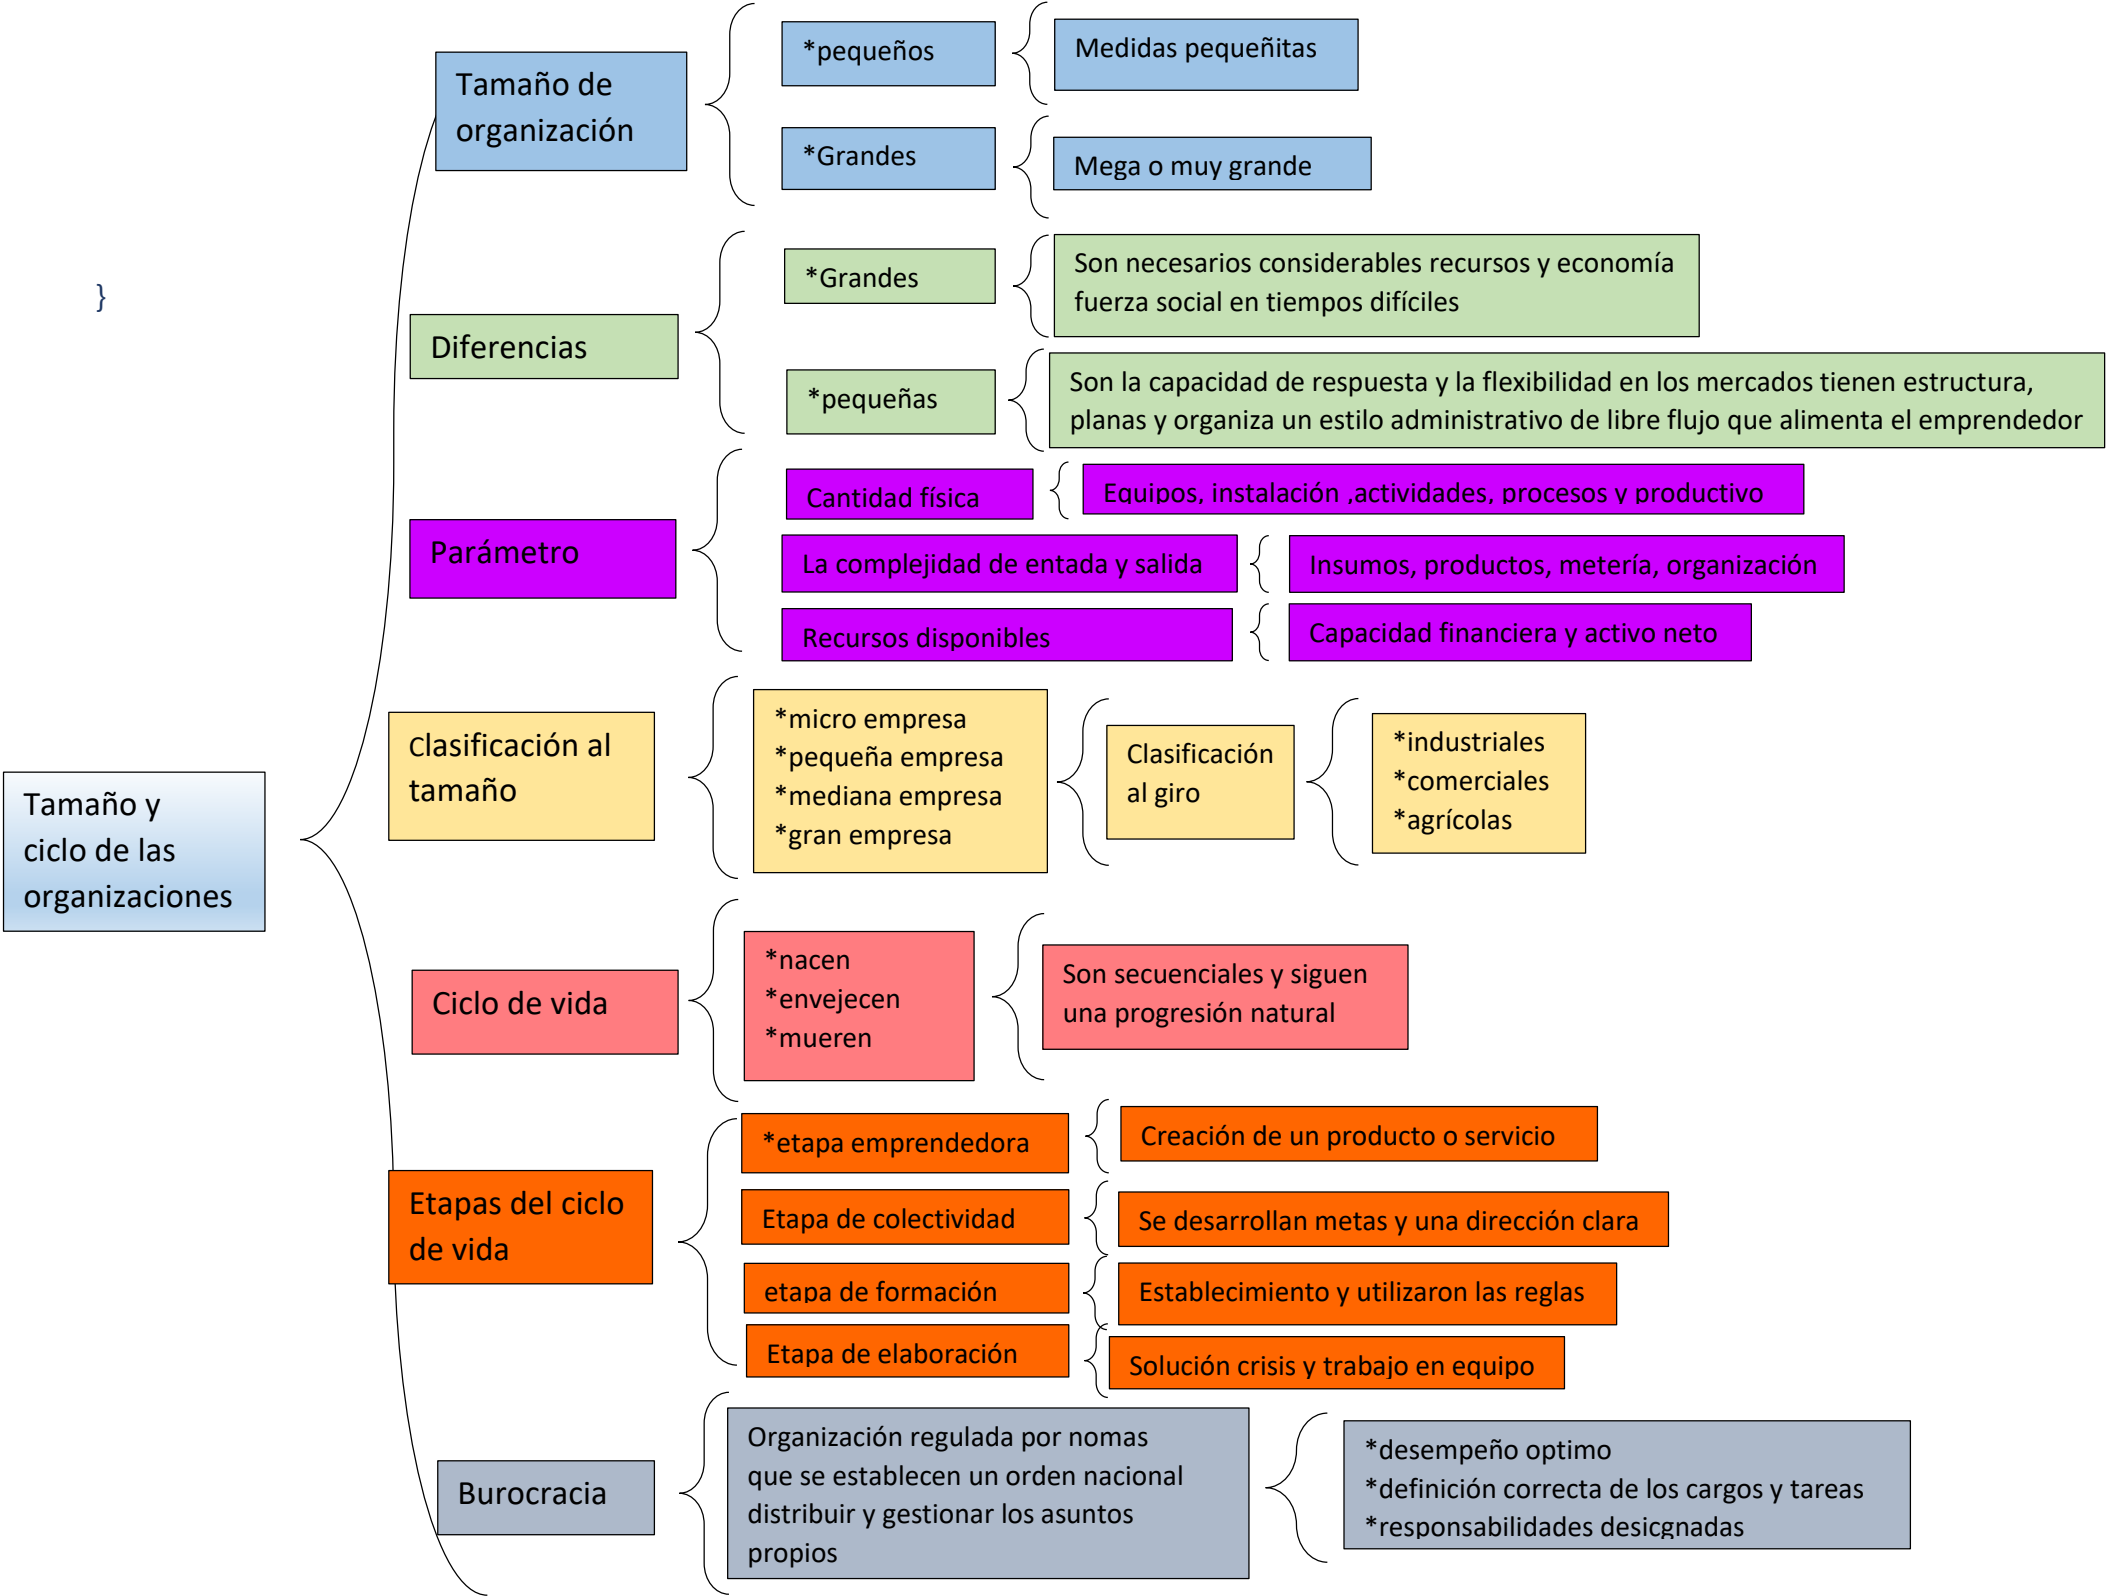 Tamaño de
organización
*pequeños
Medidas pequeñitas
*Grandes
Mega o muy grande
}
Diferencias
*Grandes
Son necesarios considerables recursos y economía
fuerza social en tiempos difíciles
*pequeñas
Son la capacidad de respuesta y la flexibilidad en los mercados tienen estructura,
planas y organiza un estilo administrativo de libre flujo que alimenta el emprendedor
Parámetro
Cantidad física
Equipos, instalación ,actividades, procesos y productivo
La complejidad de entada y salida
Insumos, productos, metería, organización
Recursos disponibles
Capacidad financiera y activo neto
Tamaño y
ciclo de las
organizaciones
Clasificación al
tamaño
*micro empresa
*pequeña empresa
*mediana empresa
*gran empresa
Clasificación
al giro
*industriales
*comerciales
*agrícolas
Ciclo de vida
*nacen
*envejecen
*mueren
Son secuenciales y siguen
una progresión natural
Etapas del ciclo
de vida
*etapa emprendedora
Creación de un producto o servicio
Etapa de colectividad
Se desarrollan metas y una dirección clara
etapa de formación
Establecimiento y utilizaron las reglas
Etapa de elaboración
Solución crisis y trabajo en equipo
Burocracia
Organización regulada por nomas
que se establecen un orden nacional
distribuir y gestionar los asuntos
propios
*desempeño optimo
*definición correcta de los cargos y tareas
*responsabilidades desicgnadas